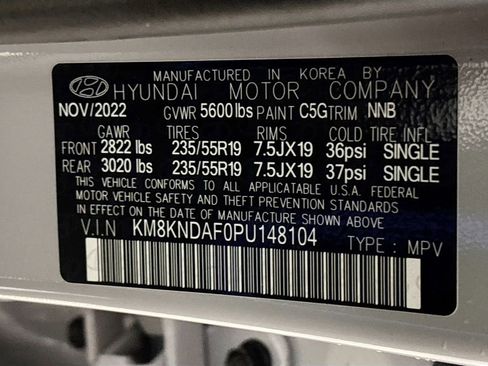 MANUFACTURED IN KOREA BY:
HYUNDAI MOTOR COMPANY
NOV/2022 GVWR 5600lbs PAINT C5G TRIM NNB
GAWR TIRES RIMS COLD TIRE INFL
FRONT 2822 lbs 235/55R19 7.5JX19 36psi SINGLE
REAR 3020 lbs 235/55R19 7.5JX19 37psi SINGLE
THIS VEHICLE CONFORMS TO ALL APPLICATABLE U.S.A. FEDERAL
MOTOR VEHICLE SAFETY AND THEFT PREVENTION STANDARDS
IN EFFECT ON THE DATE OF MANUFACTURE SHOWN ABOVE.
V.I.N KM8KNDAF0PU148104
TYPE : MPV